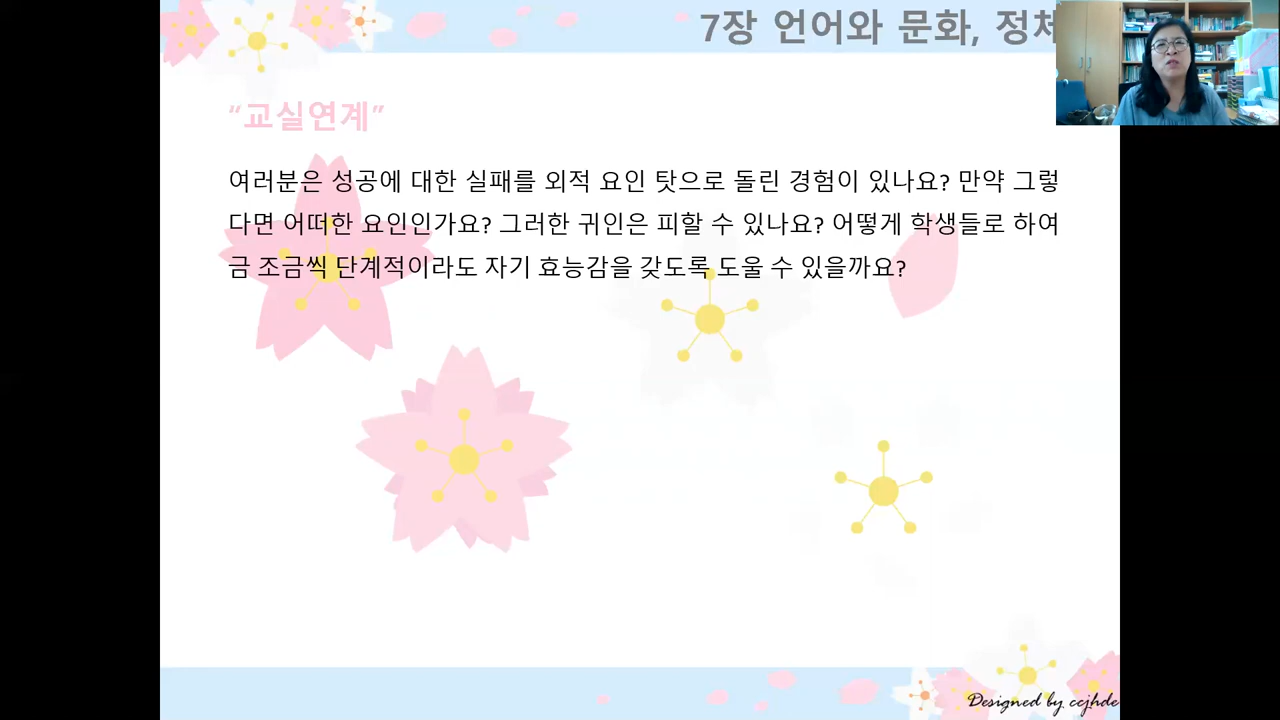 7장 언어와 문화, 정체
“교실연계”
여러분은 성공에 대한 실패를 외적 요인 탓으로 돌린 경험이 있나요? 만약 그렇
다면 어떠한 요인인가요? 그러한 귀인은 피할 수 있나요? 어떻게 학생들로 하여
금 조금씩 단계적이라도 자기 효능감을 갖도록 도울 수 있을까요?
Designed by ccjhde